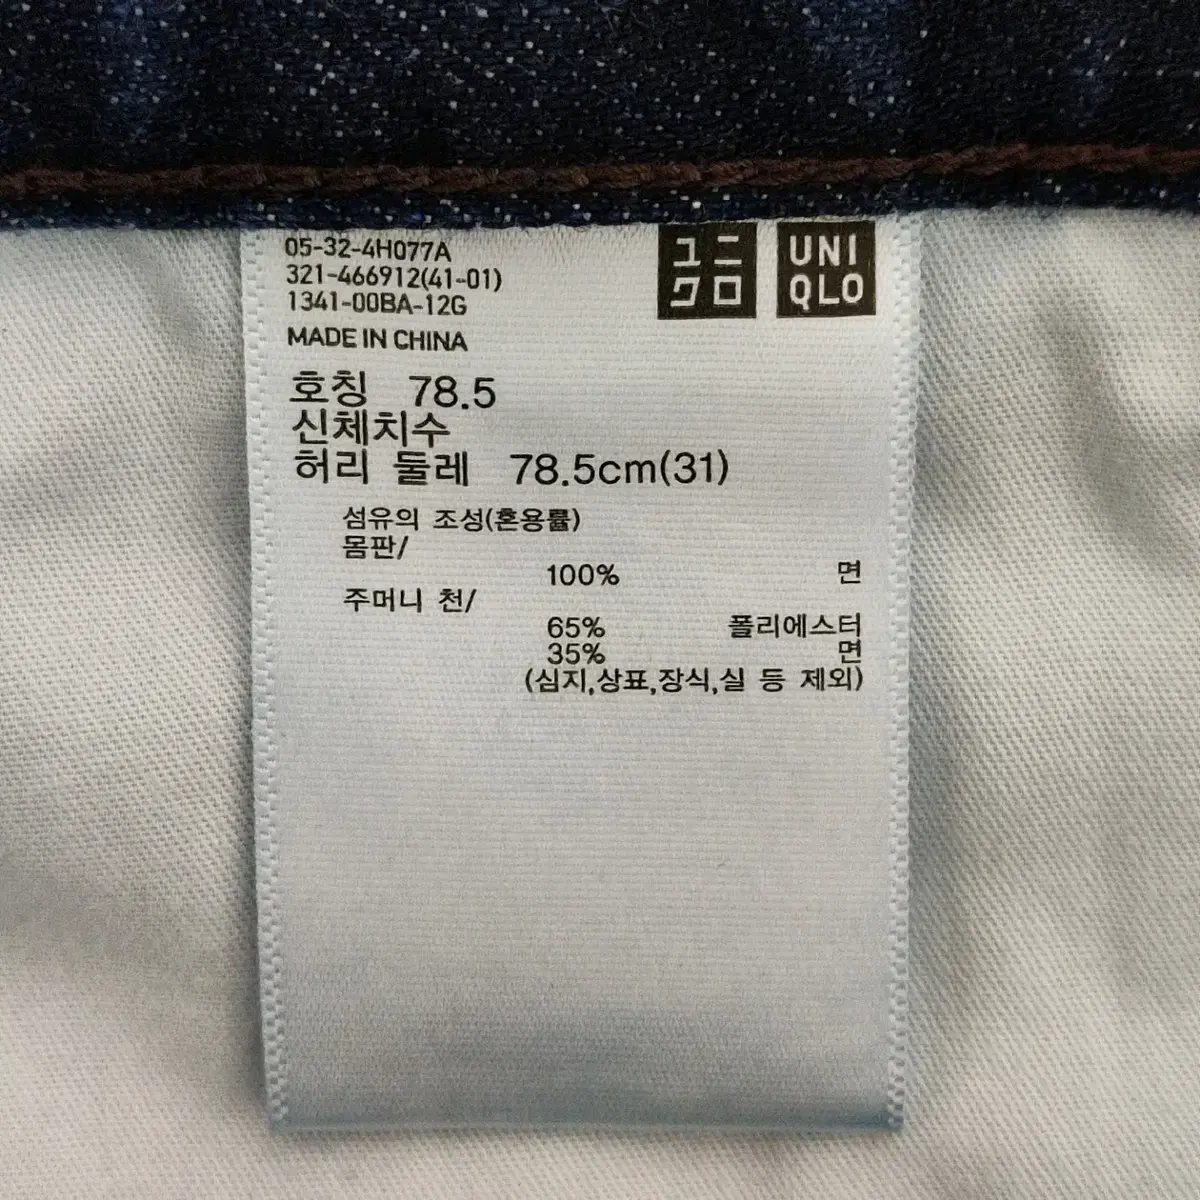 05-32-4H077A
321-466912(41-01)
1341-00BA-12G
MADE IN CHINA
ユニ
クロ
UNI
QLO
호칭 78.5
신체치수
허리 둘레 78.5cm(31)
섬유의 조성(혼용률)
몸판/
100% 면
주머니 천/
65% 폴리에스터
35% 면
(심지,상표,장식,실 등 제외)